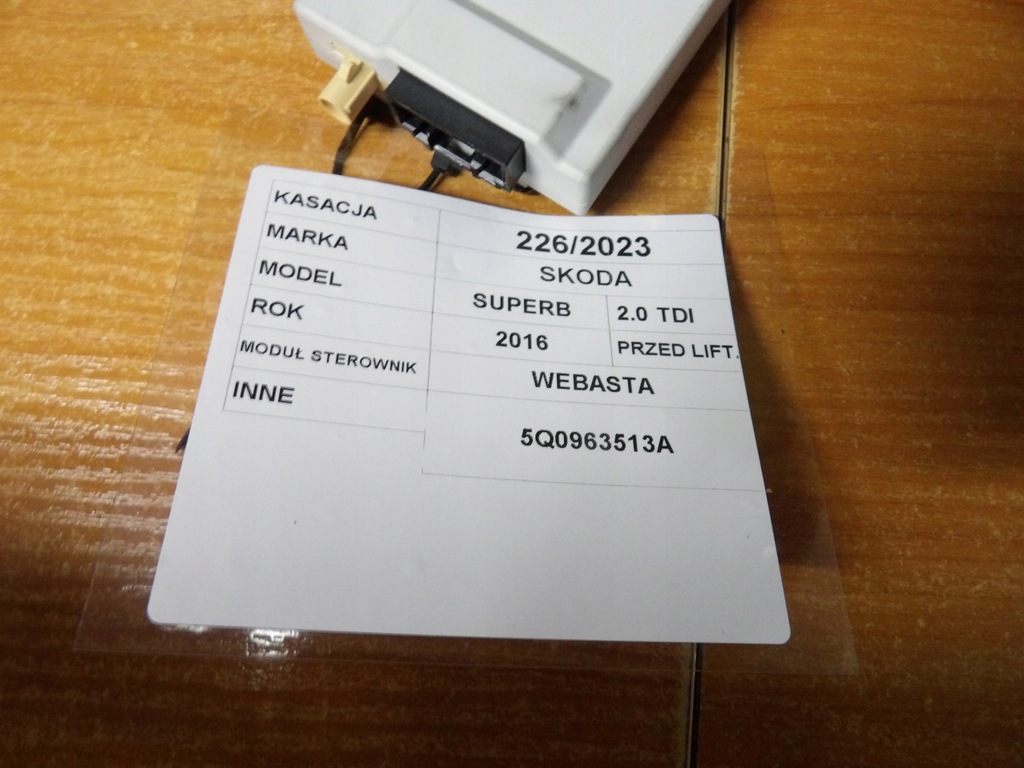 KASACJA 226/2023
MARKA SKODA
MODEL SUPERB 2.0 TDI
ROK 2016 PRZED LIFT.
MODUŁ STEROWNIK WEBASTA
INNE 5Q0963513A